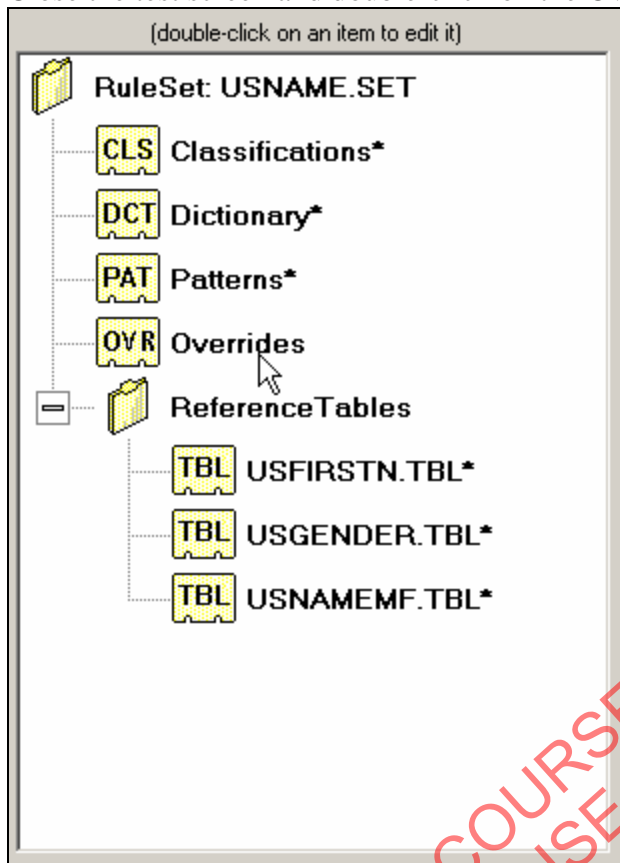 (double-click on an item to edit it)
RuleSet: USNAME.SET
CLS Classifications*
DCT Dictionary*
PAT Patterns*
OVR Overrides
ReferenceTables
TBL USFIRSTN.TBL*
TBL USGENDER.TBL*
TBL USNAMEMF.TBL*
COURSE
USE